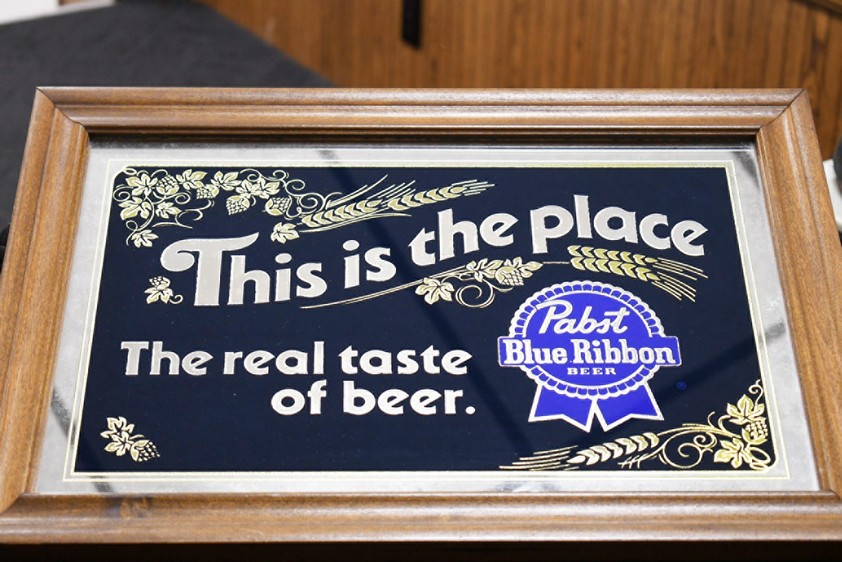 This is the place
The real taste
of beer.
Pabst
Blue Ribbon
BEER